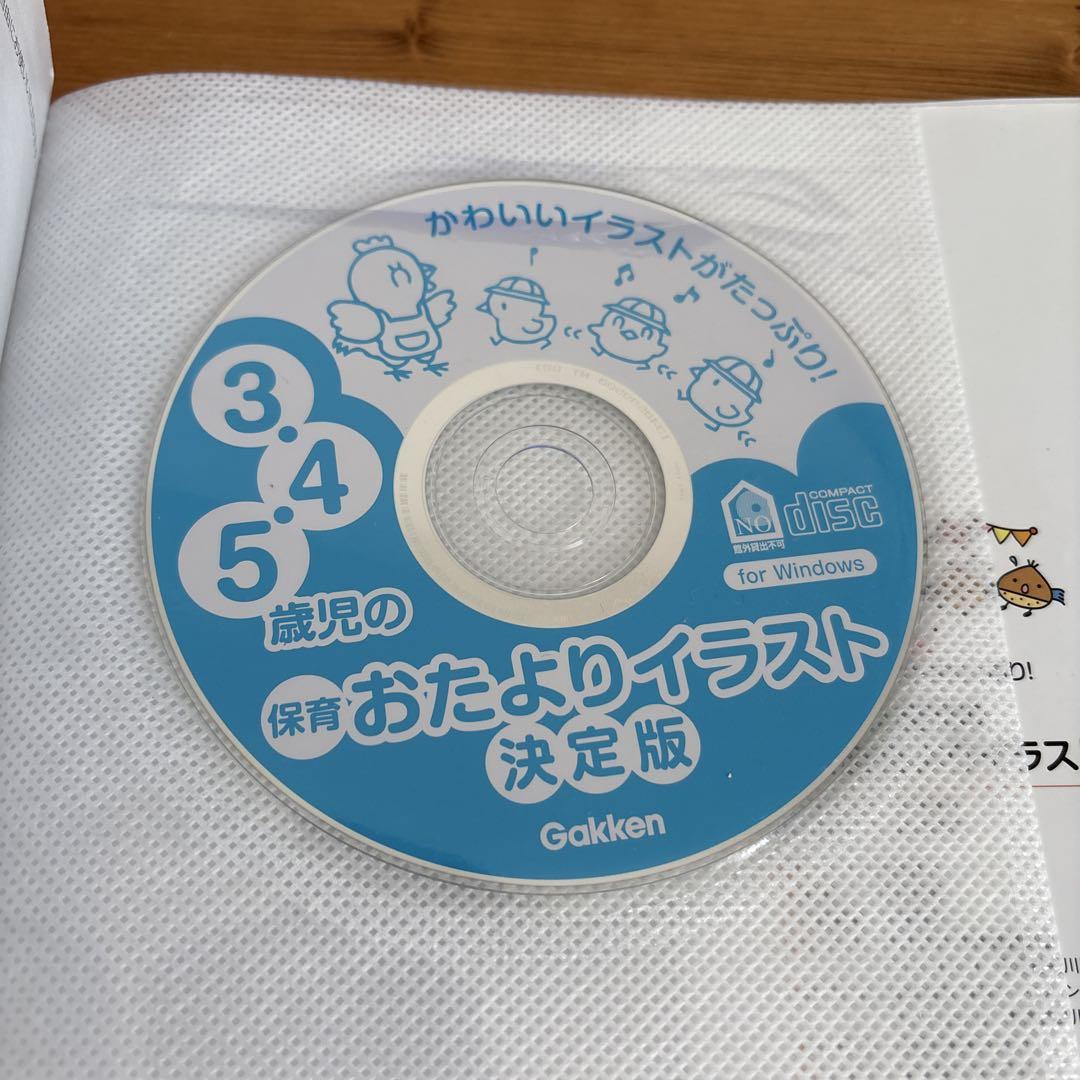 かわいいイラストがたっぷり!
3・4・5
歳児の
保育 おたよりイラスト
決定版
NO
館外貸出不可
COMPACT
disc
for Windows
Gakken
り!
ラス
川